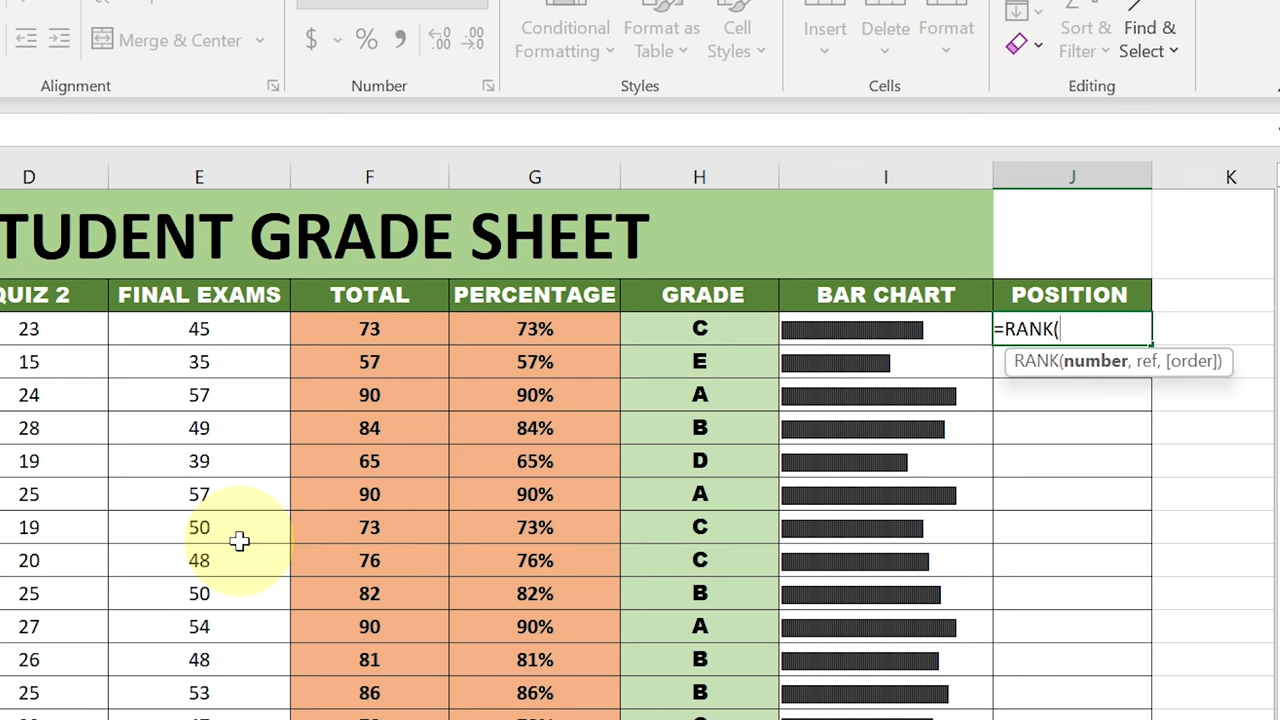 Merge & Center
$ % ,
Conditional Formatting
Format as Table
Cell Styles
Insert
Delete
Format
Sort & Filter
Find & Select
Alignment
Number
Styles
Cells
Editing
D E F G H I J K
TUDENT GRADE SHEET
QUIZ 2 FINAL EXAMS TOTAL PERCENTAGE GRADE BAR CHART POSITION
23 45 73 73% C =RANK(
15 35 57 57% E RANK(number, ref, [order])
24 57 90 90% A
28 49 84 84% B
19 39 65 65% D
25 57 90 90% A
19 50 73 73% C
20 48 76 76% C
25 50 82 82% B
27 54 90 90% A
26 48 81 81% B
25 53 86 86% B